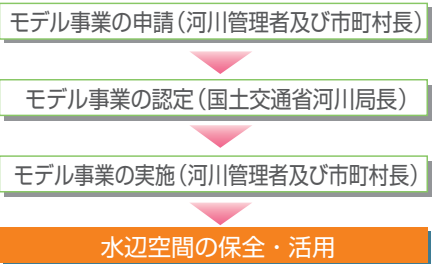 モデル事業の申請（河川管理者及び市町村長）
モデル事業の認定（国土交通省河川局長）
モデル事業の実施（河川管理者及び市町村長）
水辺空間の保全・活用